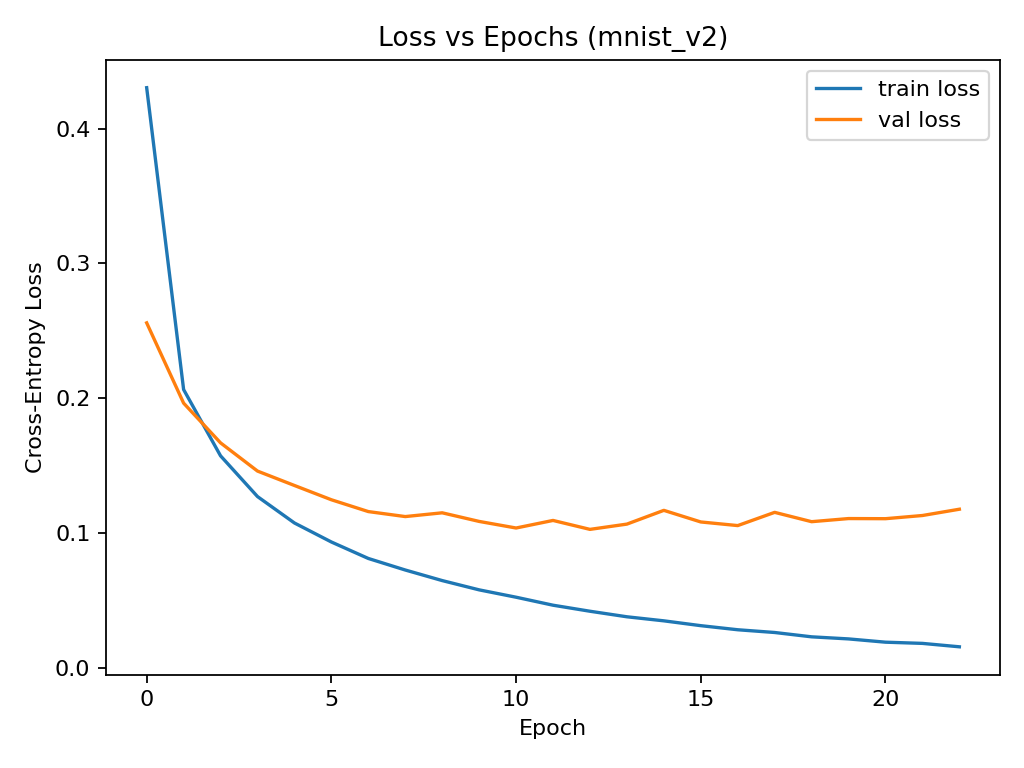 Loss vs Epochs (mnist_v2)
train loss
val loss
Cross-Entropy Loss
0.4
0.3
0.2
0.1
0.0
0 5 10 15 20
Epoch